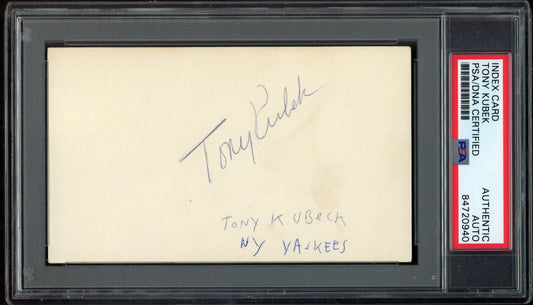 Tony Kubek
TONY KUBECK
NY YANKEES
INDEX CARD
TONY KUBEK
PSA/DNA CERTIFIED
PSA
AUTHENTIC
AUTO
84720940